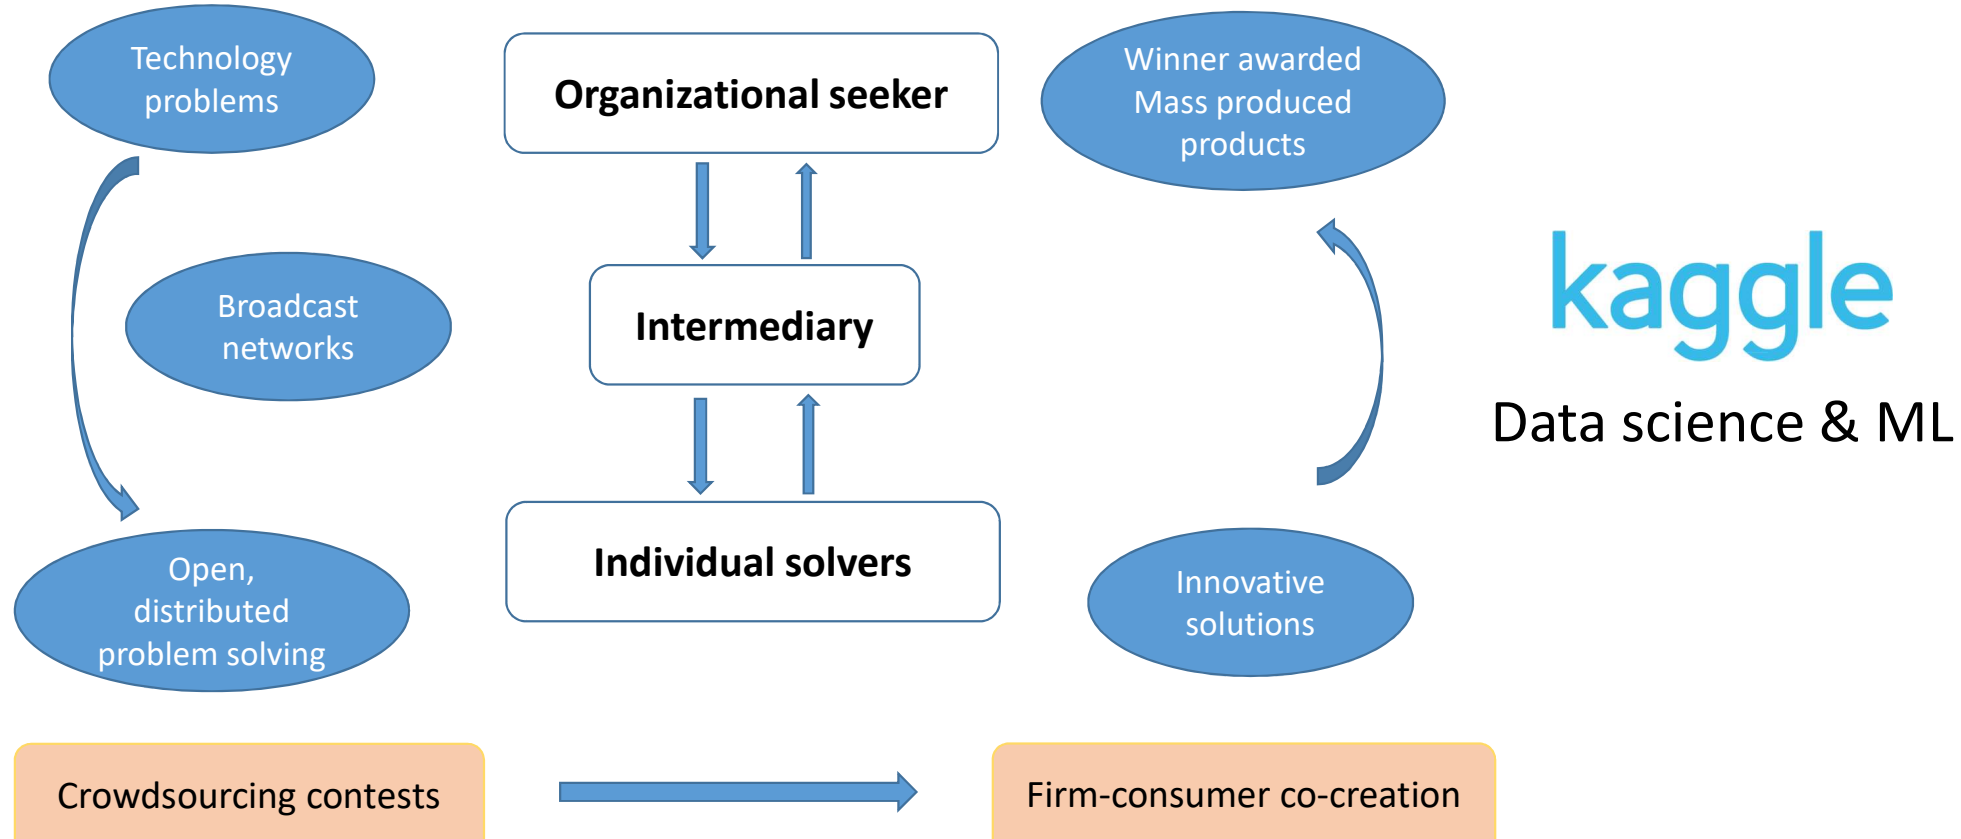 Technology
problems
Organizational seeker
Winner awarded
Mass produced
products
Broadcast
networks
Intermediary
kaggle
Data science & ML
Open,
distributed
problem solving
Individual solvers
Innovative
solutions
Crowdsourcing contests
Firm-consumer co-creation